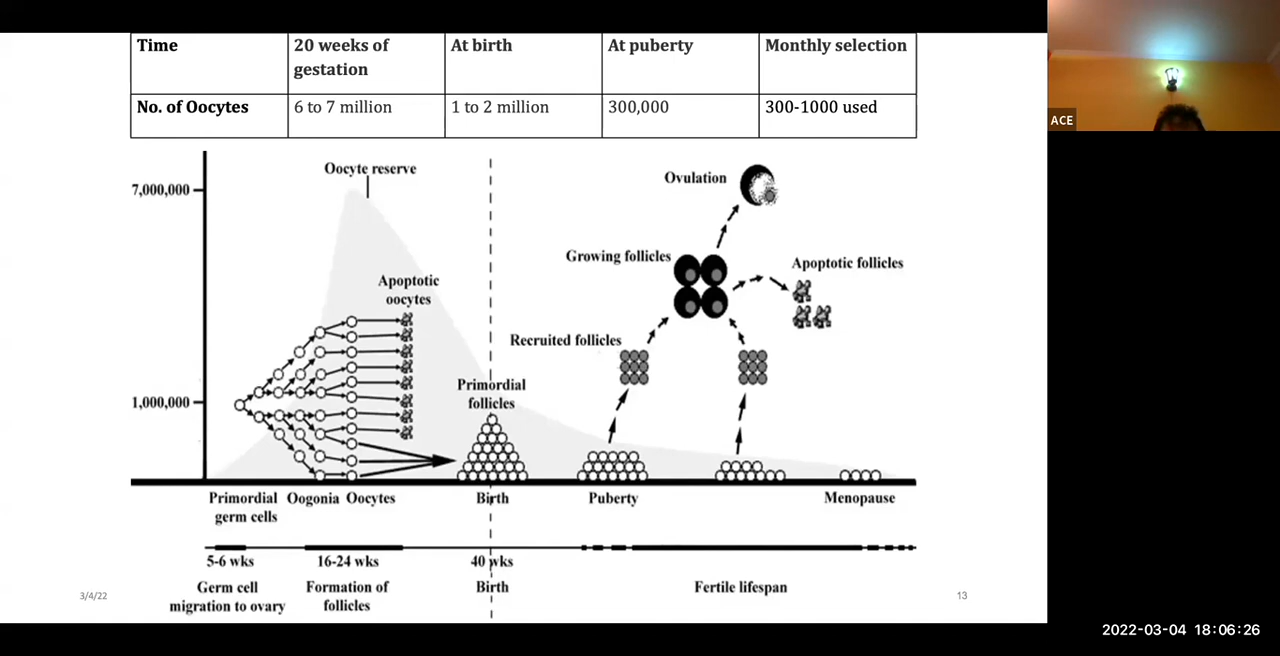 Time
20 weeks of
gestation
At birth
At puberty
Monthly selection
No. of Oocytes
6 to 7 million
1 to 2 million
300,000
300-1000 used
ACE
Oocyte reserve
7,000,000
Ovulation
Growing follicles
Apoptotic follicles
Apoptotic
oocytes
Recruited follicles
Primordial
follicles
1,000,000
Primordial
germ cells
Oogonia
Oocytes
Birth
Puberty
Menopause
5-6 wks
16-24 wks
40 wks
Germ cell
migration to ovary
Formation of
follicles
Birth
Fertile lifespan
3/4/22
13
2022-03-04 18:06:26